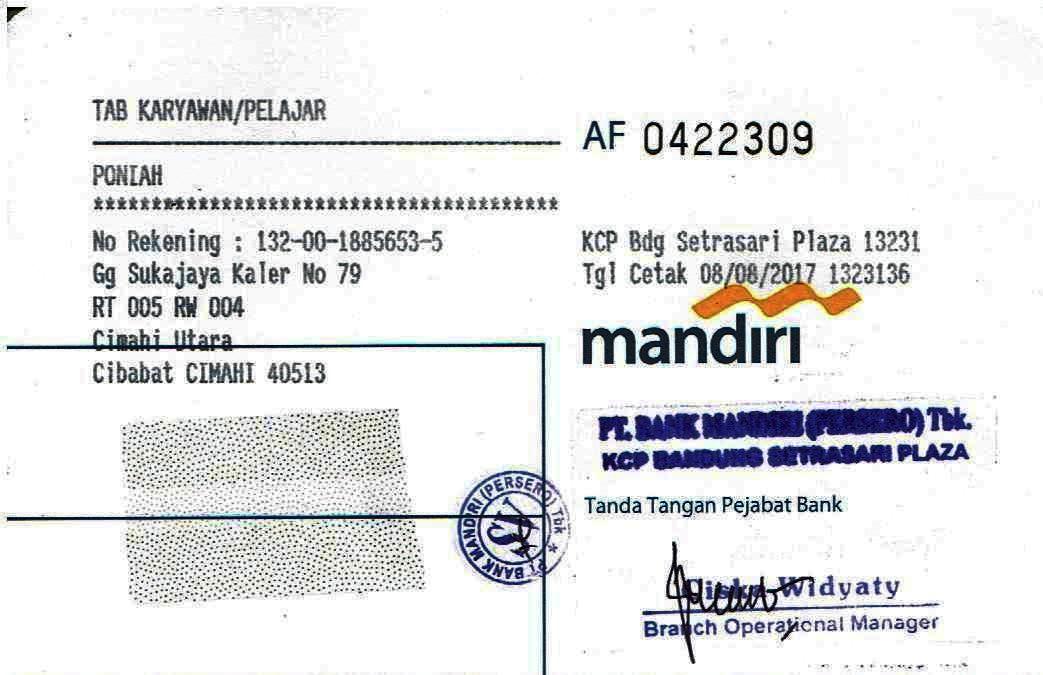 TAB KARYAWAN/PELAJAR
AF 0422309
PONIAH
****************************************
No Rekening : 132-00-1885653-5
Gg Sukajaya Kaler No 79
RT 005 RW 004
Cimahi Utara
Cibabat CIMAHI 40513
KCP Bdg Setrasari Plaza 13231
Tgl Cetak 08/08/2017 1323136
mandiri
PT. BANK MANDIRI (PERSERO) Tbk.
KCP BANDUNG SETRASARI PLAZA
Tanda Tangan Pejabat Bank
PT. BANK MANDIRI (PERSERO) Tbk *
Widyaty
Branch Operational Manager